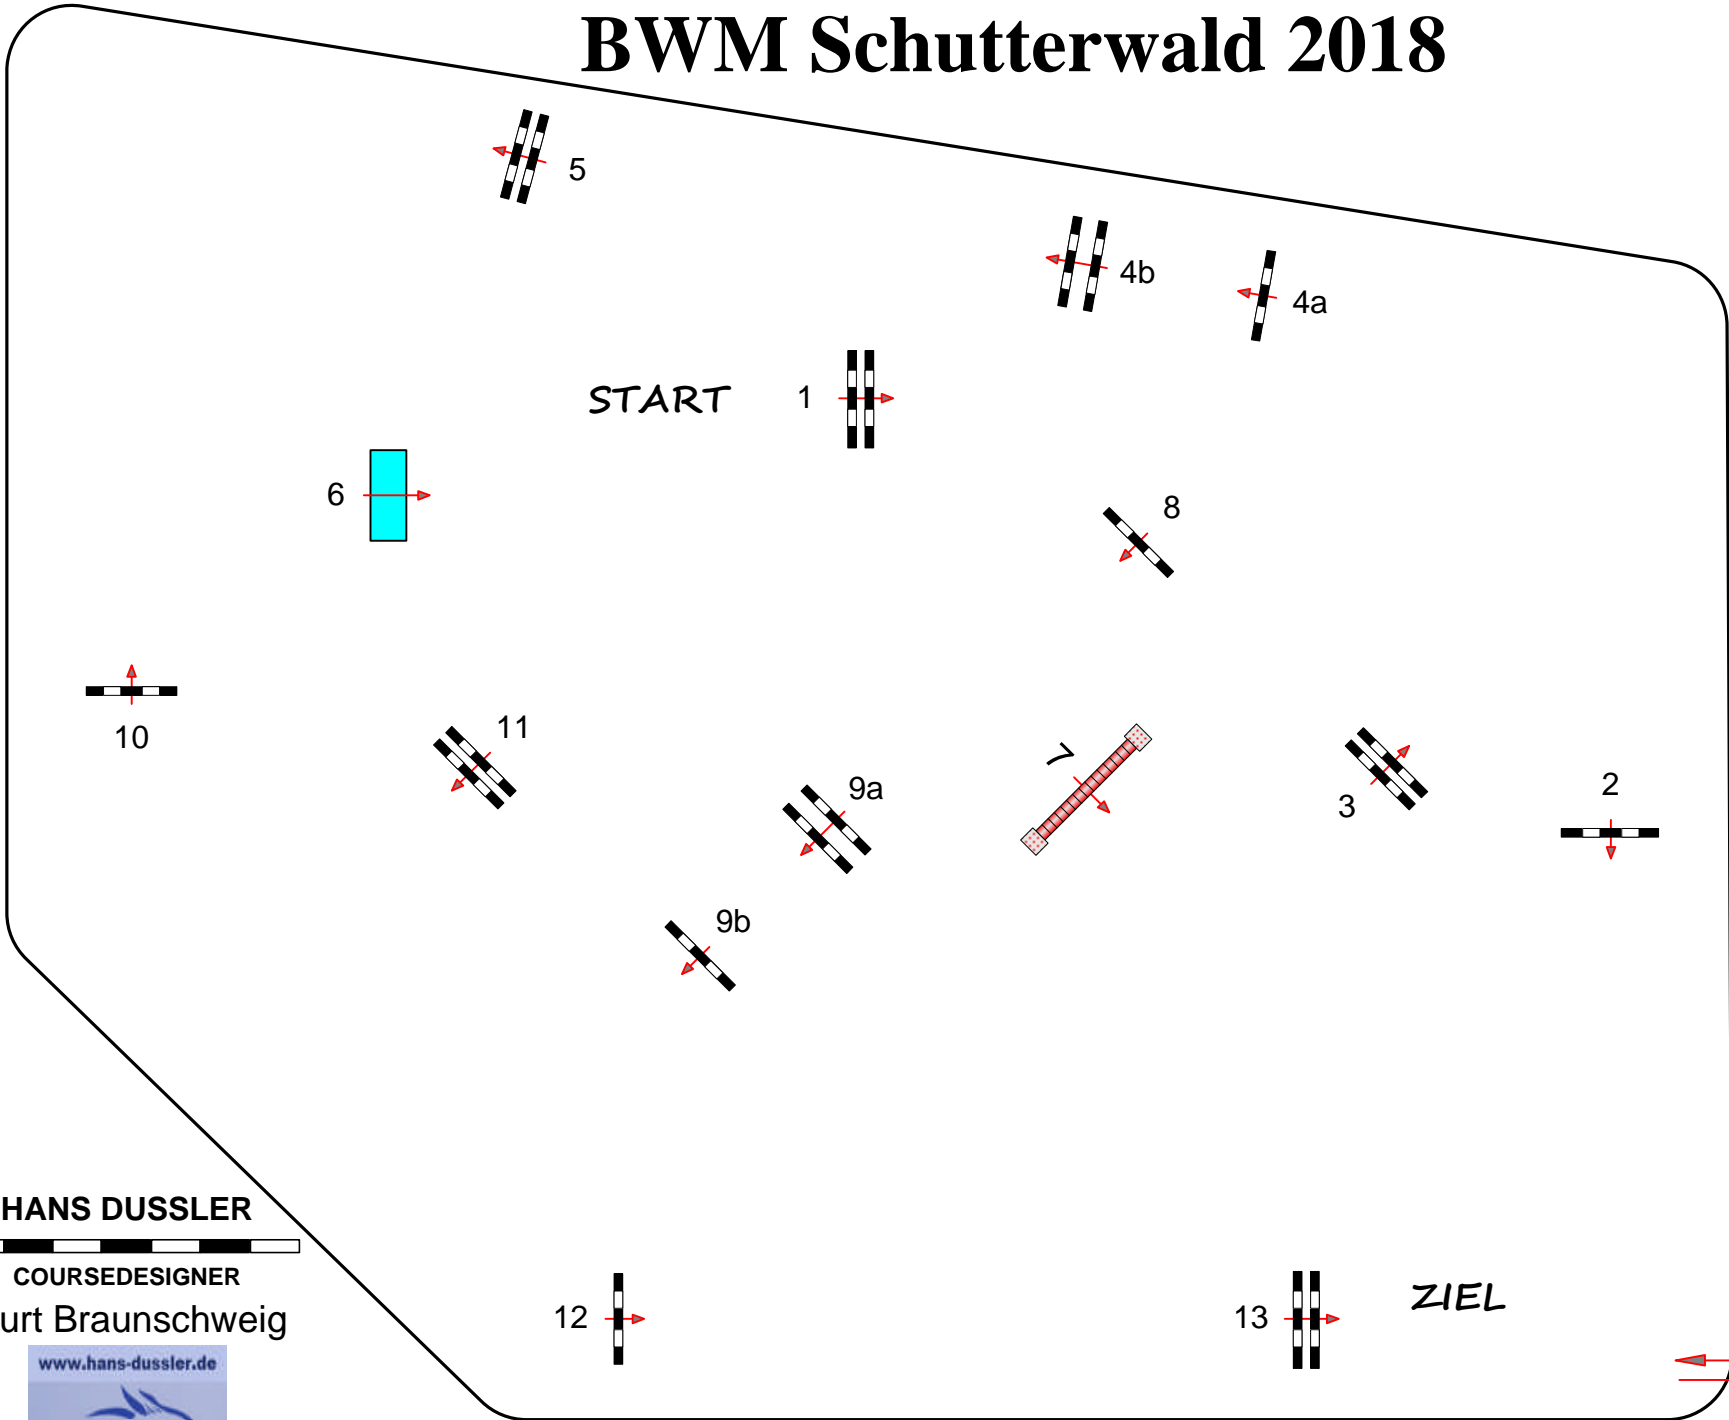 BWM Schutterwald 2018
5
4b
4a
START
1
6
8
10
11
9a
7
3
2
9b
HANS DUSSLER
COURSEDESIGNER
urt Braunschweig
www.hans-dussler.de
12
13
ZIEL